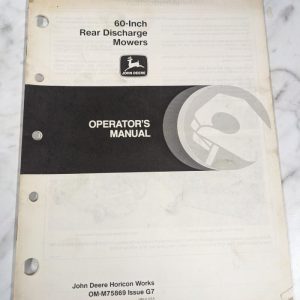 60-Inch
Rear Discharge
Mowers
JOHN DEERE
OPERATOR'S
MANUAL
John Deere Horicon Works
OM-M75869 Issue G7